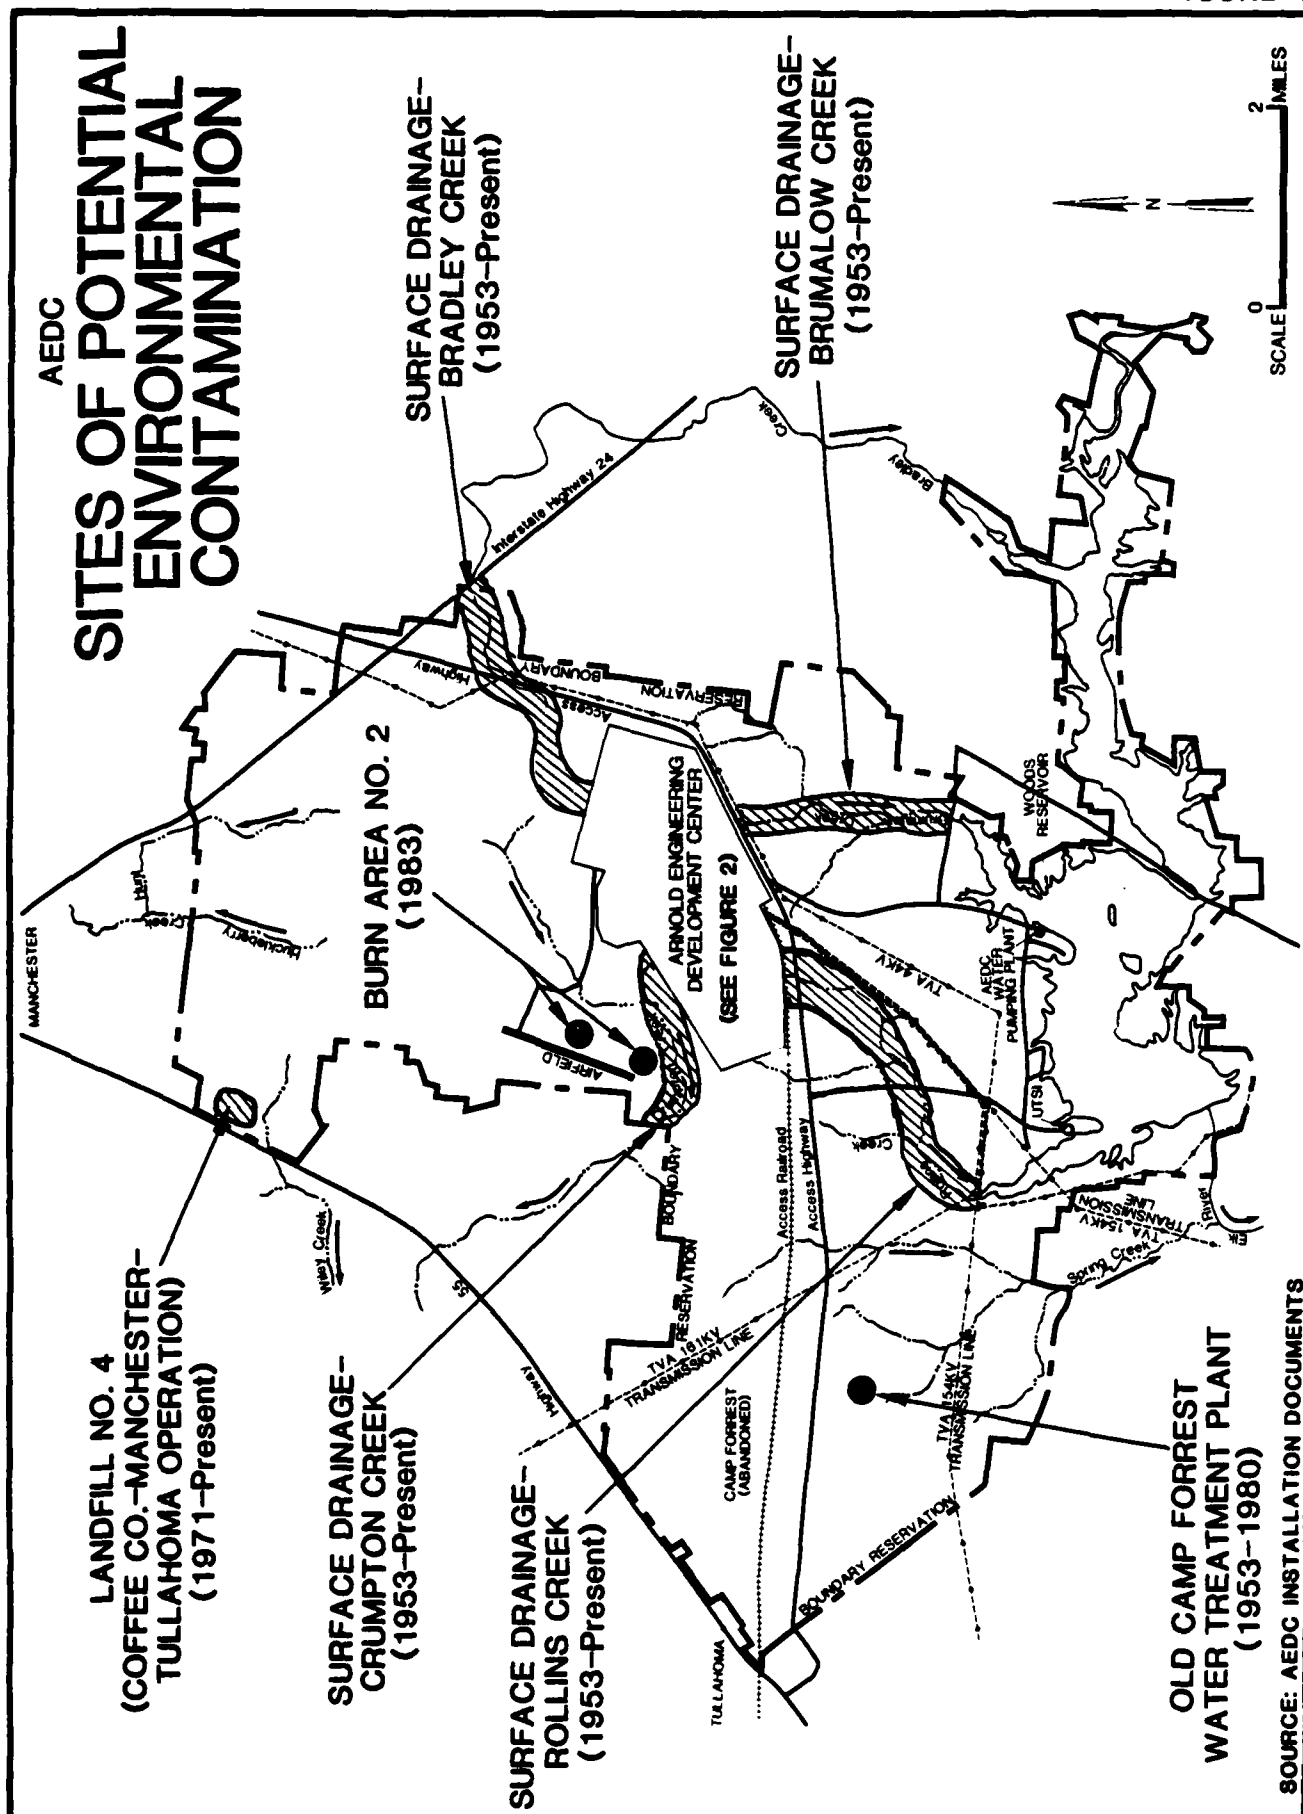 AEDC
SITES OF POTENTIAL
ENVIRONMENTAL
CONTAMINATION
LANDFILL NO. 4
(COFFEE CO.-MANCHESTER-
TULLAHOMA OPERATION)
(1971-Present)
MANCHESTER
BURN AREA NO. 2
(1983)
SURFACE DRAINAGE-
BRADLEY CREEK
(1953-Present)
SURFACE DRAINAGE-
CRUMPTON CREEK
(1953-Present)
SURFACE DRAINAGE-
ROLLINS CREEK
(1953-Present)
SURFACE DRAINAGE-
BRUMALOW CREEK
(1953-Present)
OLD CAMP FORREST
WATER TREATMENT PLANT
(1953-1980)
Hunt
Creek
Huckleberry
Wiley Creek
Highway
55
Interstate Highway 24
Access
Highway
RESERVATION
BOUNDARY
AIRFIELD
ARNOLD ENGINEERING
DEVELOPMENT CENTER
(SEE FIGURE 2)
RESERVATION
BOUNDARY
TVA 161KV
TRANSMISSION LINE
CAMP FORREST
(ABANDONED)
Access Railroad
Access Highway
Creek
Creek
TVA 44KV
TULLAHOMA
BOUNDARY RESERVATION
TVA 154KV
TRANSMISSION LINE
TVA 154KV
TRANSMISSION
LINE
Spring Creek
Elk
River
UTSI
AEDC
WATER
PUMPING PLANT
WOODS
RESERVOIR
Bradley
Creek
N
SCALE 0 2 MILES
SOURCE: AEDC INSTALLATION DOCUMENTS